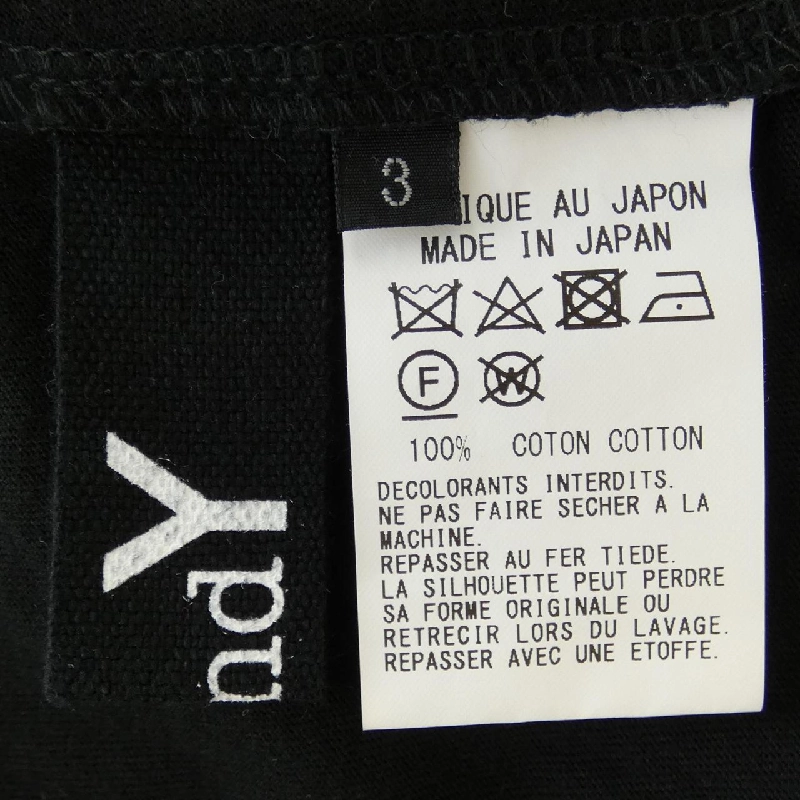 3
IQUE AU JAPON
MADE IN JAPAN
F
W
100% COTON COTTON
DECOLORANTS INTERDITS.
NE PAS FAIRE SECHER A LA
MACHINE.
REPASSER AU FER TIEDE.
LA SILHOUETTE PEUT PERDRE
SA FORME ORIGINALE OU
RETRECIR LORS DU LAVAGE.
REPASSER AVEC UNE ETOFFE.
ndY